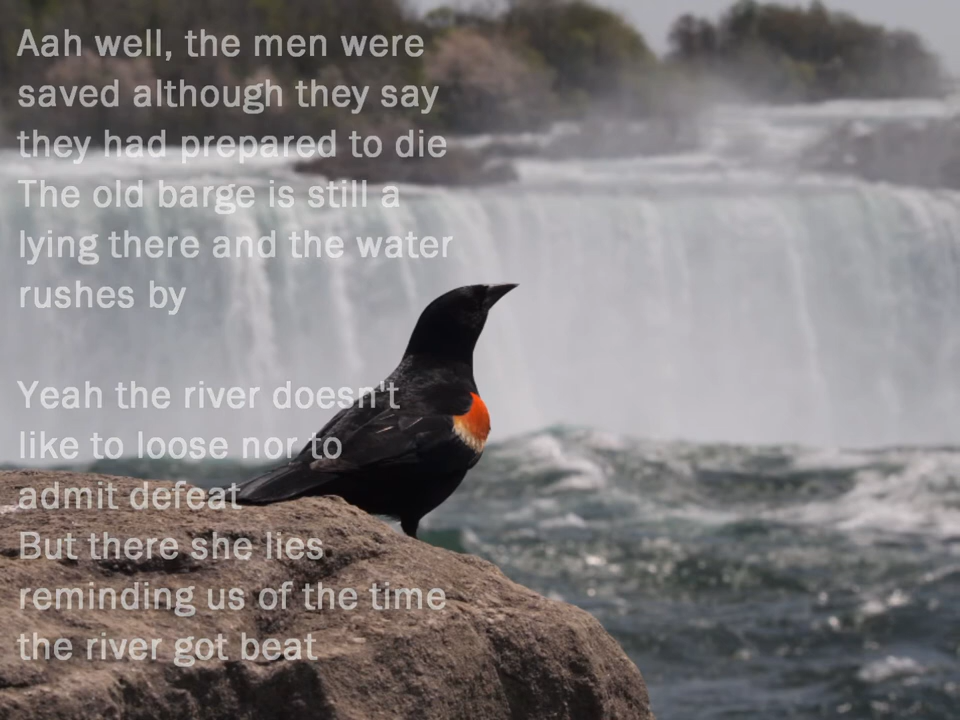 Aah well, the men were
saved although they say
they had prepared to die
The old barge is still a
lying there and the water
rushes by
Yeah the river doesn't
like to loose nor to
admit defeat
But there she lies
reminding us of the time
the river got beat